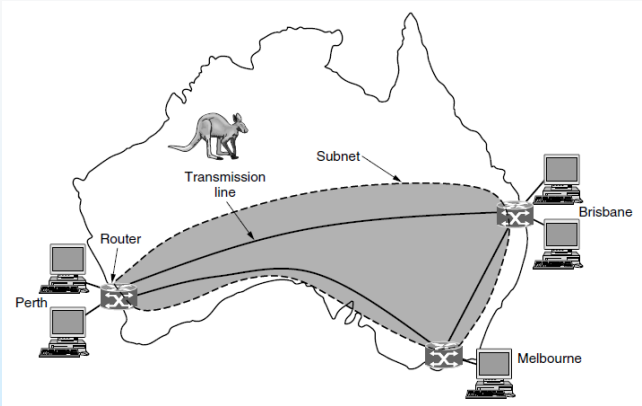 Subnet
Transmission
line
Brisbane
Router
Perth
Melbourne